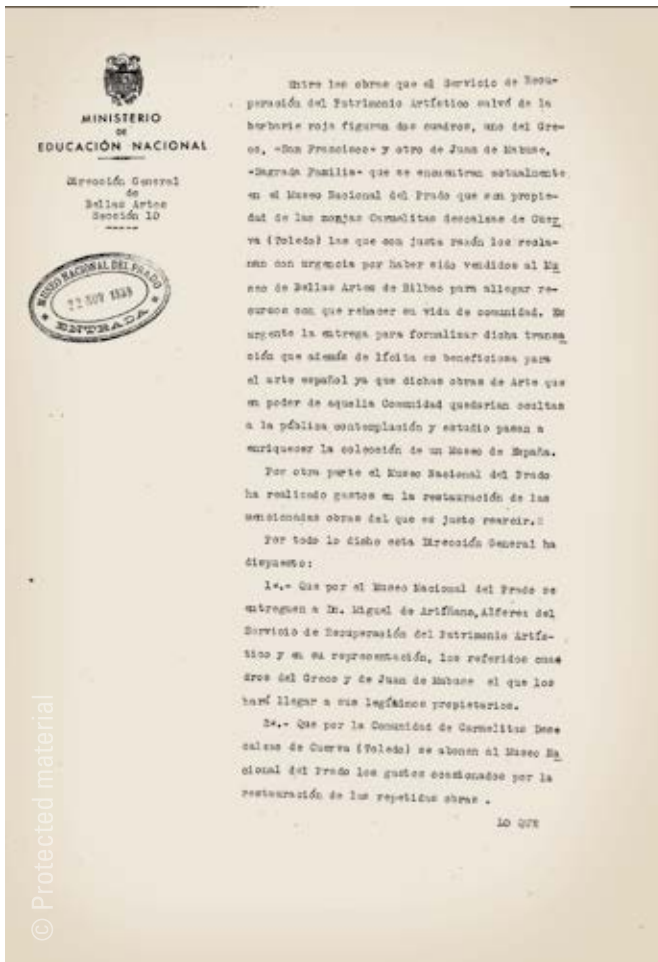 MINISTERIO
DE
EDUCACIÓN NACIONAL
Dirección General
de
Bellas Artes
Sección 10
MUSEO NACIONAL DEL PRADO
22 NOV 1939
ENTRADA
Entre las obras que el Servicio de Recu-
peración del Patrimonio Artístico salvó de la
barbarie roja figuran dos cuadros, uno del Gre-
co, "San Francisco" y otro de Juan de Mabuse,
"Sagrada Familia" que se encuentran actualmente
en el Museo Nacional del Prado que son propie-
dad de las monjas Carmelitas descalzas de Cuer
va (Toledo) las que con justa razón los recla-
man con urgencia por haber sido vendidos al Mu
seo de Bellas Artes de Bilbao para allegar re-
cursos con que rehacer su vida de comunidad. Es
urgente la entrega para formalizar dicha transa
ción que además de lícita es beneficiosa para
el arte español ya que dichas obras de Arte que
en poder de aquella Comunidad quedarían ocultas
a la pública contemplación y estudio pasan a
enriquecer la colección de un Museo de España.
Por otra parte el Museo Nacional del Prado
ha realizado gastos en la restauración de las
mencionadas obras del que es justo resarcir.
Por todo lo dicho esta Dirección General ha
dispuesto:
1º.- Que por el Museo Nacional del Prado se
entreguen a Dn. Miguel de Artíñano, Alferez del
Servicio de Recuperación del Patrimonio Artís-
tico y en su representación, los referidos cua
dros del Greco y de Juan de Mabuse el que los
hará llegar a sus legítimos propietarios.
2º.- Que por la Comunidad de Carmelitas Des
calzas de Cuerva (Toledo) se abonen al Museo Na
cional del Prado los gastos ocasionados por la
restauración de las repetidas obras.
LO QUE
© Protected material